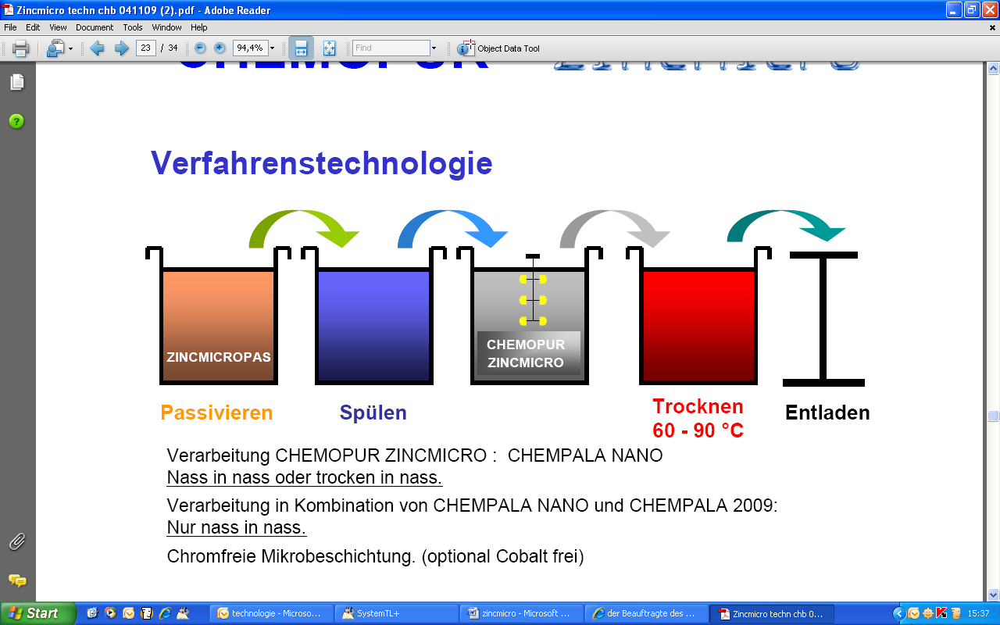 Zincmicro techn chb 041109 (2).pdf - Adobe Reader
File Edit View Document Tools Window Help
23 / 34 94,4% Find Object Data Tool
CHEMOPUR Zincmicro
Verfahrenstechnologie
ZINCMICROPAS
CHEMOPUR
ZINCMICRO
Passivieren
Spülen
Trocknen
60 - 90 °C
Entladen
Verarbeitung CHEMOPUR ZINCMICRO : CHEMPALA NANO
Nass in nass oder trocken in nass.
Verarbeitung in Kombination von CHEMPALA NANO und CHEMPALA 2009:
Nur nass in nass.
Chromfreie Mikrobeschichtung. (optional Cobalt frei)
Start technologie - Microso... SystemTL+ zincmicro - Microsoft ... der Beauftragte des ... Zincmicro techn chb 0... 15:37